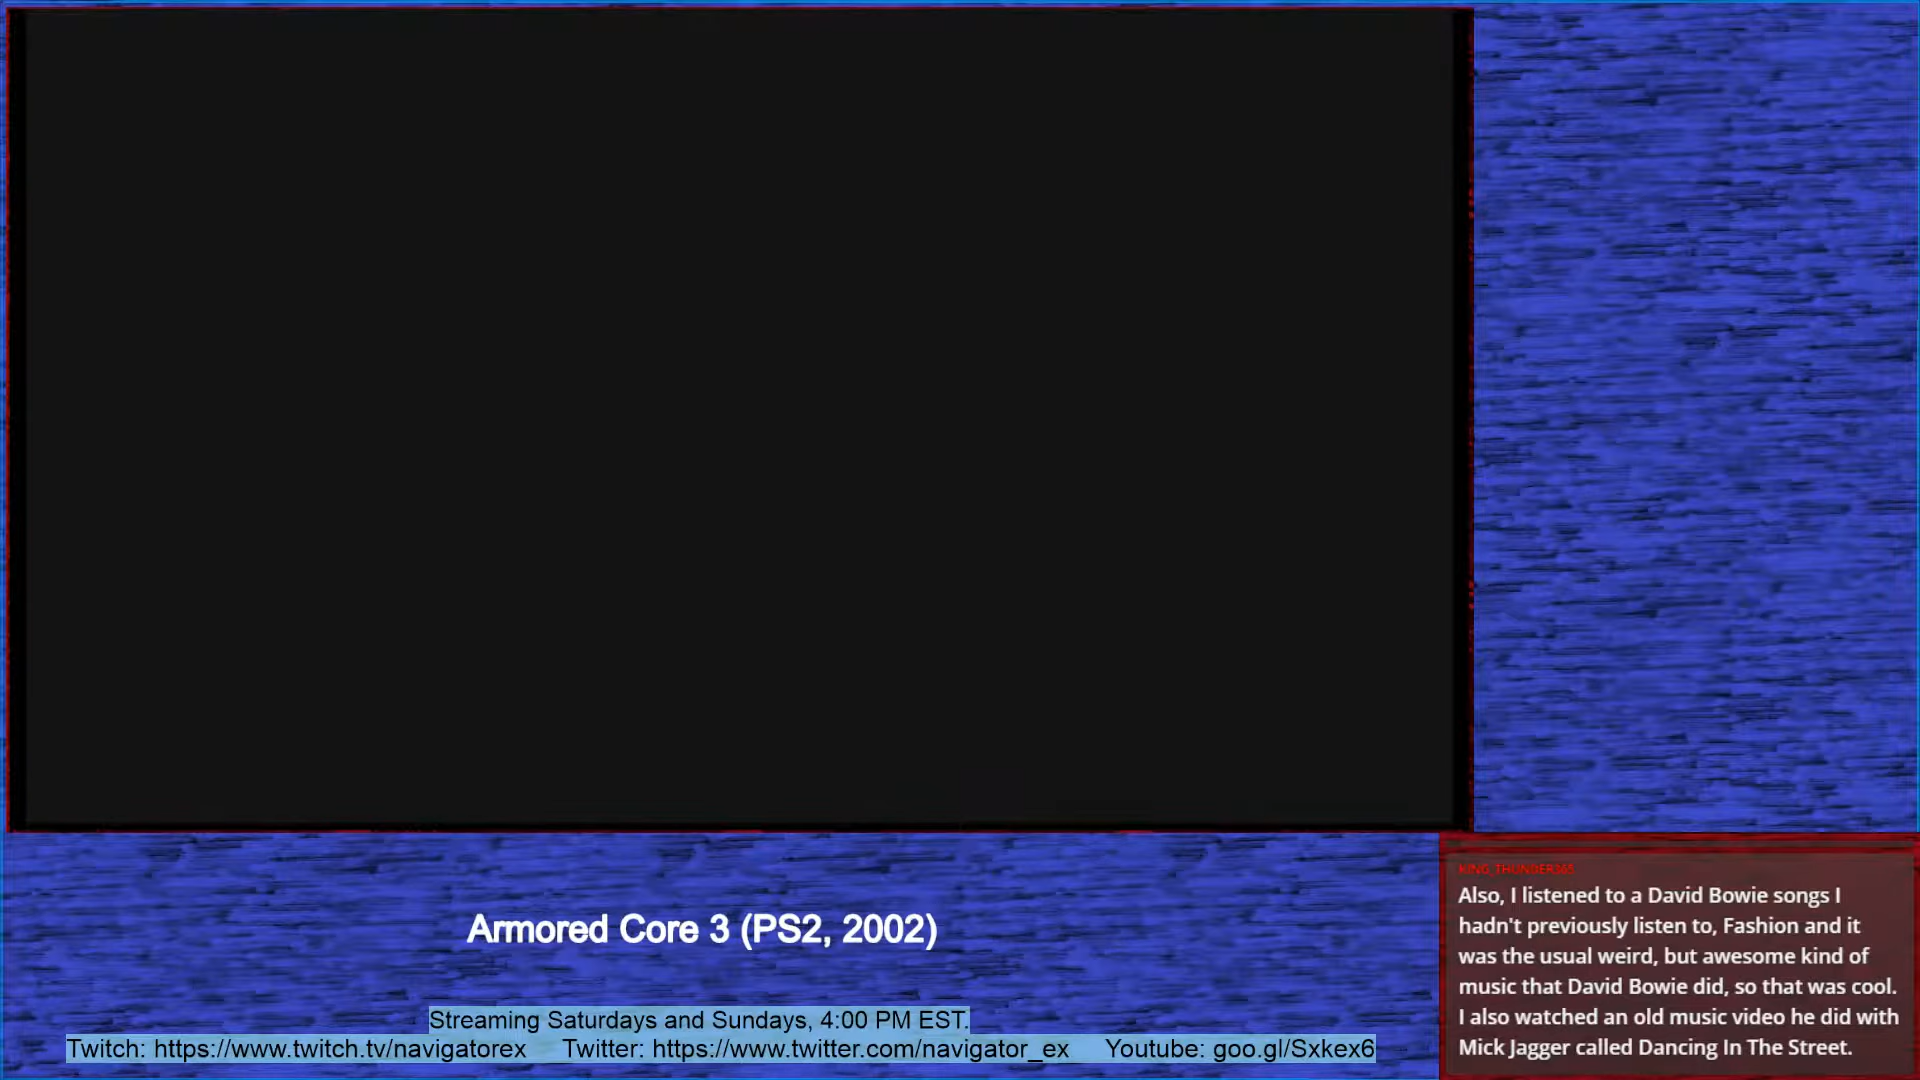 Armored Core 3 (PS2, 2002)
Streaming Saturdays and Sundays, 4:00 PM EST.
Twitch: https://www.twitch.tv/navigatorex Twitter: https://www.twitter.com/navigator_ex Youtube: goo.gl/Sxkex6
KING_THUNDER365
Also, I listened to a David Bowie songs I
hadn't previously listen to, Fashion and it
was the usual weird, but awesome kind of
music that David Bowie did, so that was cool.
I also watched an old music video he did with
Mick Jagger called Dancing In The Street.